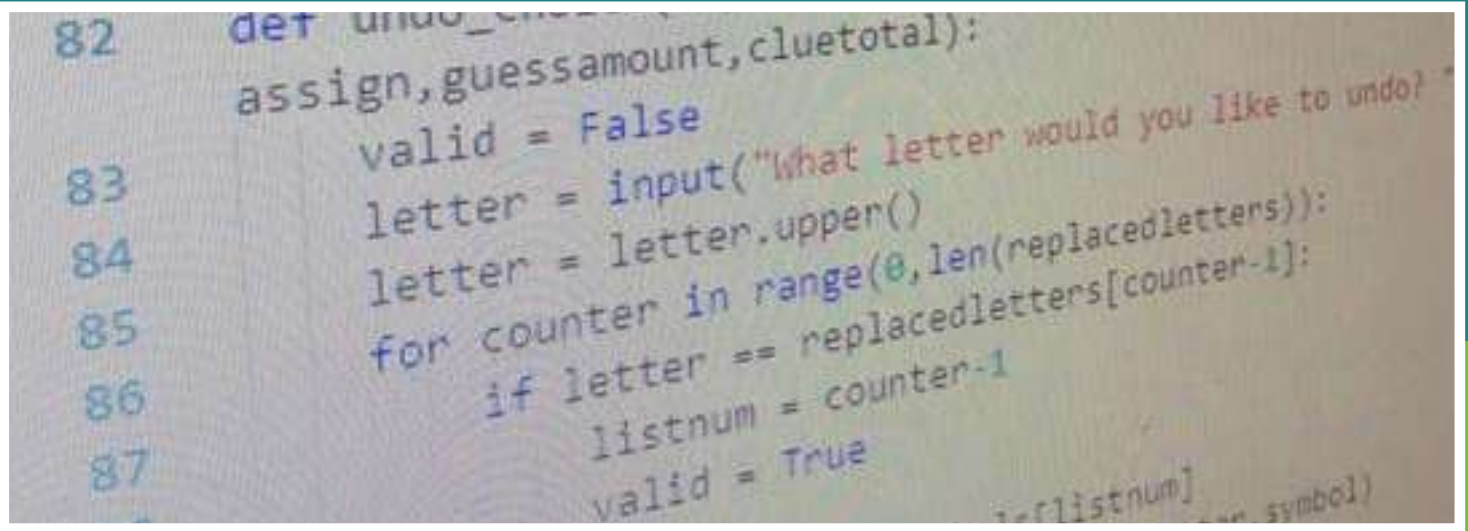 82 def
assign,guessamount,cluetotal):
83 valid = False
84 letter = input("What letter would you like to undo? "
85 letter = letter.upper()
86 for counter in range(0,len(replacedletters)):
87 if letter == replacedletters[counter-1]:
listnum = counter-1
valid = True
[listnum]
symbol)